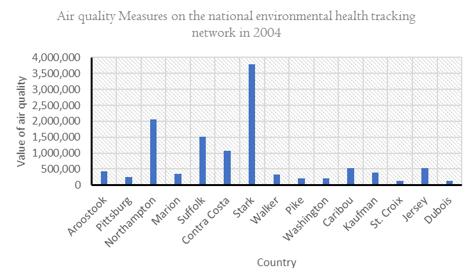 Air quality Measures on the national environmental health tracking
network in 2004
Value of air quality
4,000,000
3,500,000
3,000,000
2,500,000
2,000,000
1,500,000
1,000,000
500,000
0
Aroostook
Pittsburg
Northampton
Marion
Suffolk
Contra Costa
Stark
Walker
Pike
Washington
Caribou
Kaufman
St. Croix
Jersey
Dubois
Country